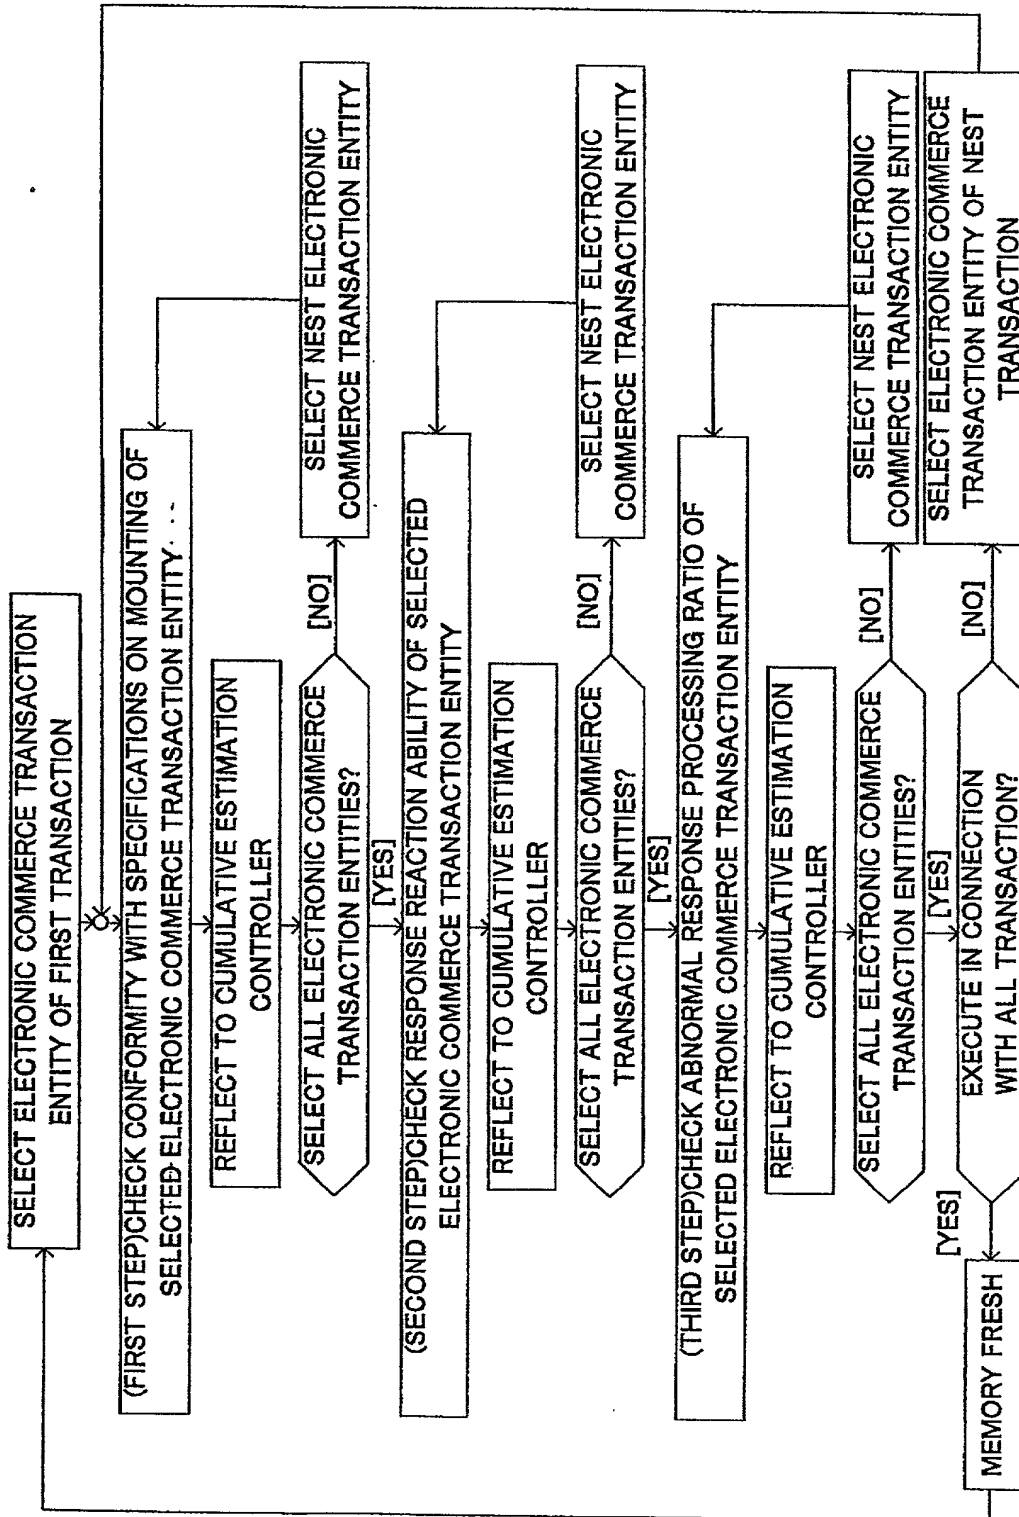 SELECT ELECTRONIC COMMERCE TRANSACTION
ENTITY OF FIRST TRANSACTION
(FIRST STEP)CHECK CONFORMITY WITH SPECIFICATIONS ON MOUNTING OF
SELECTED ELECTRONIC COMMERCE TRANSACTION ENTITY
REFLECT TO CUMULATIVE ESTIMATION
CONTROLLER
SELECT ALL ELECTRONIC COMMERCE
TRANSACTION ENTITIES?
[NO]
SELECT NEST ELECTRONIC
COMMERCE TRANSACTION ENTITY
[YES]
(SECOND STEP)CHECK RESPONSE REACTION ABILITY OF SELECTED
ELECTRONIC COMMERCE TRANSACTION ENTITY
REFLECT TO CUMULATIVE ESTIMATION
CONTROLLER
SELECT ALL ELECTRONIC COMMERCE
TRANSACTION ENTITIES?
[NO]
SELECT NEST ELECTRONIC
COMMERCE TRANSACTION ENTITY
[YES]
(THIRD STEP)CHECK ABNORMAL RESPONSE PROCESSING RATIO OF
SELECTED ELECTRONIC COMMERCE TRANSACTION ENTITY
REFLECT TO CUMULATIVE ESTIMATION
CONTROLLER
SELECT ALL ELECTRONIC COMMERCE
TRANSACTION ENTITIES?
[NO]
SELECT NEST ELECTRONIC
COMMERCE TRANSACTION ENTITY
[YES]
EXECUTE IN CONNECTION
WITH ALL TRANSACTION?
[NO]
SELECT ELECTRONIC COMMERCE
TRANSACTION ENTITY OF NEST
TRANSACTION
[YES]
MEMORY FRESH